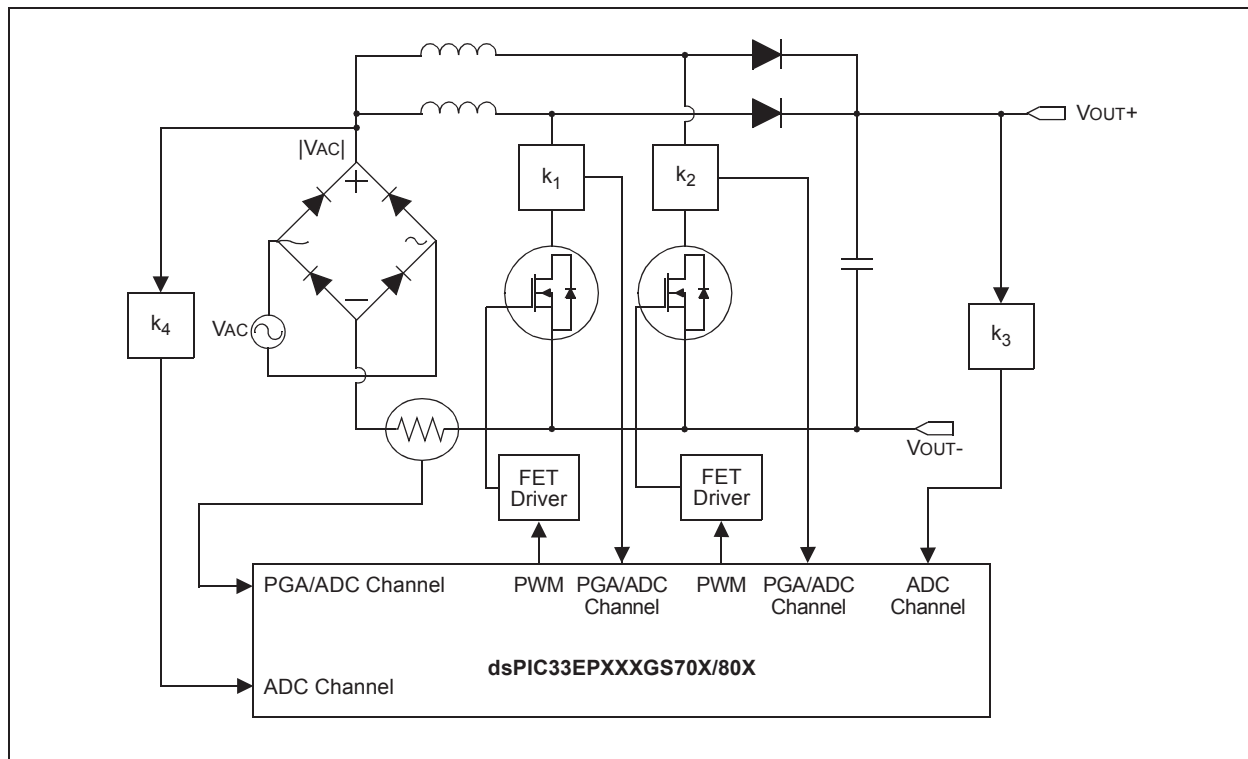 VOUT+
|VAC|
+
k1
k2
k4
VAC
k3
−
VOUT-
FET
Driver
FET
Driver
PGA/ADC Channel
PWM
PGA/ADC
Channel
PWM
PGA/ADC
Channel
ADC
Channel
dsPIC33EPXXXGS70X/80X
ADC Channel